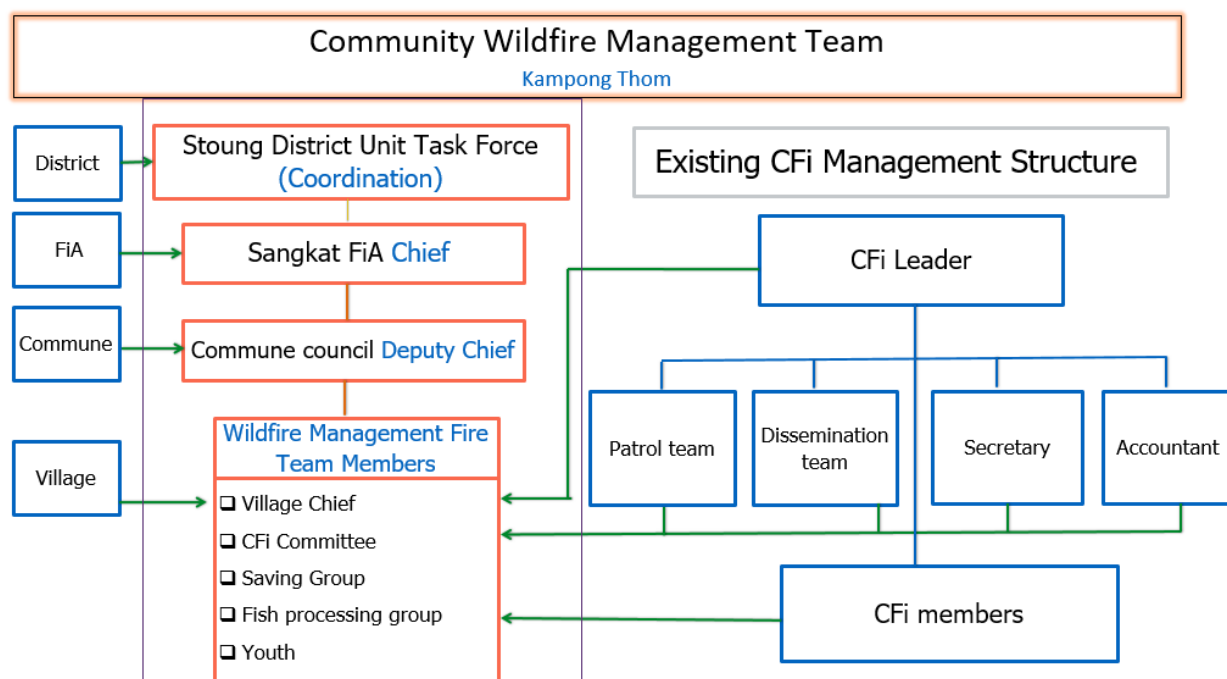 Community Wildfire Management Team
Kampong Thom
District
Stoung District Unit Task Force
(Coordination)
Existing CFi Management Structure
FiA
Sangkat FiA Chief
CFi Leader
Commune
Commune council Deputy Chief
Wildfire Management Fire
Team Members
Village
☐ Village Chief
☐ CFi Committee
☐ Saving Group
☐ Fish processing group
☐ Youth
Patrol team
Dissemination
team
Secretary
Accountant
CFi members